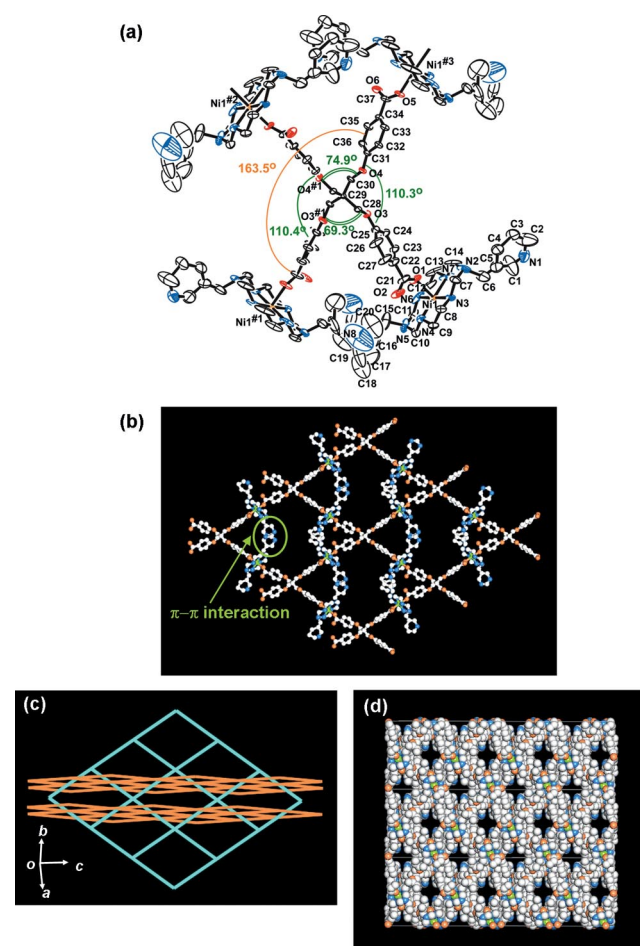 (a)
Ni1#3
O6
C37
O5
C34
C35
C33
C36
C32
C31
Ni1#2
163.5°
74.9°
O4
O4#1
C30
C29
110.3°
C28
O3#1
O3
110.4°
69.3°
C25
C24
C26
C23
C27
C22
C21
O1
O2
C3
C4
C2
C5
N1
C14
C13
N2
N7
C1
C6
C7
N6
Ni1
N3
C8
C15
C11
N4
C9
N5
C10
Ni1#1
C20
N8
C16
C19
C17
C18
(b)
π–π interaction
(c)
b
o
c
a
(d)